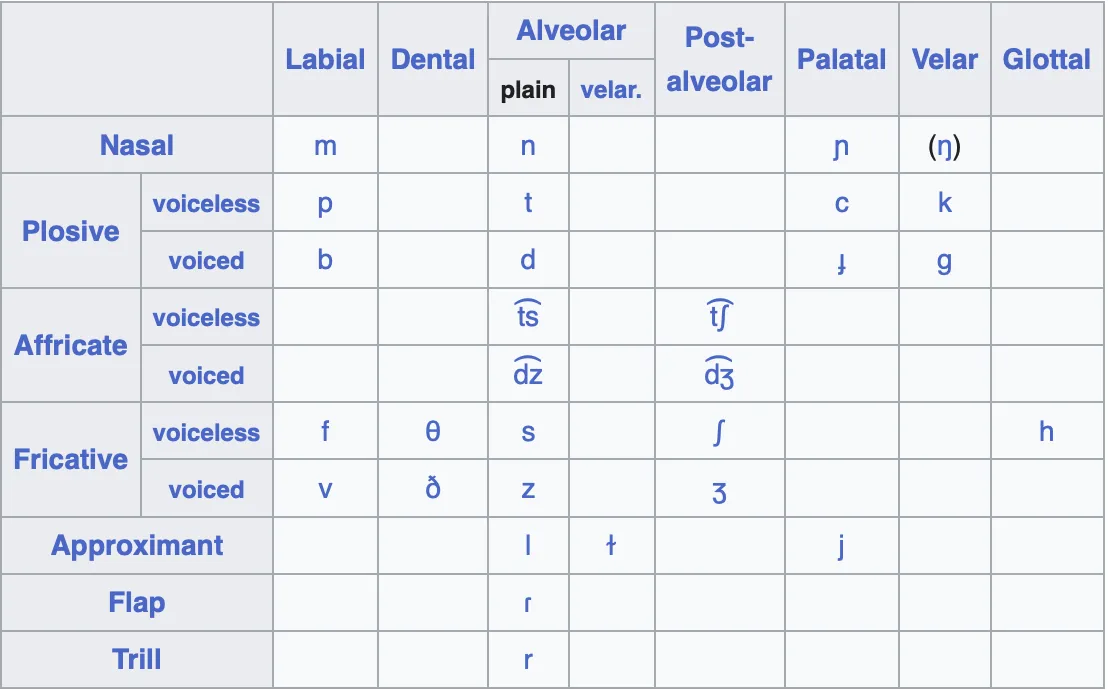 Labial Dental Alveolar Post-alveolar Palatal Velar Glottal
plain velar.
Nasal m n ɲ (ŋ)
Plosive voiceless p t c k
voiced b d ɟ ɡ
Affricate voiceless t͡s t͡ʃ
voiced d͡z d͡ʒ
Fricative voiceless f θ s ʃ h
voiced v ð z ʒ
Approximant l ɫ j
Flap ɾ
Trill r